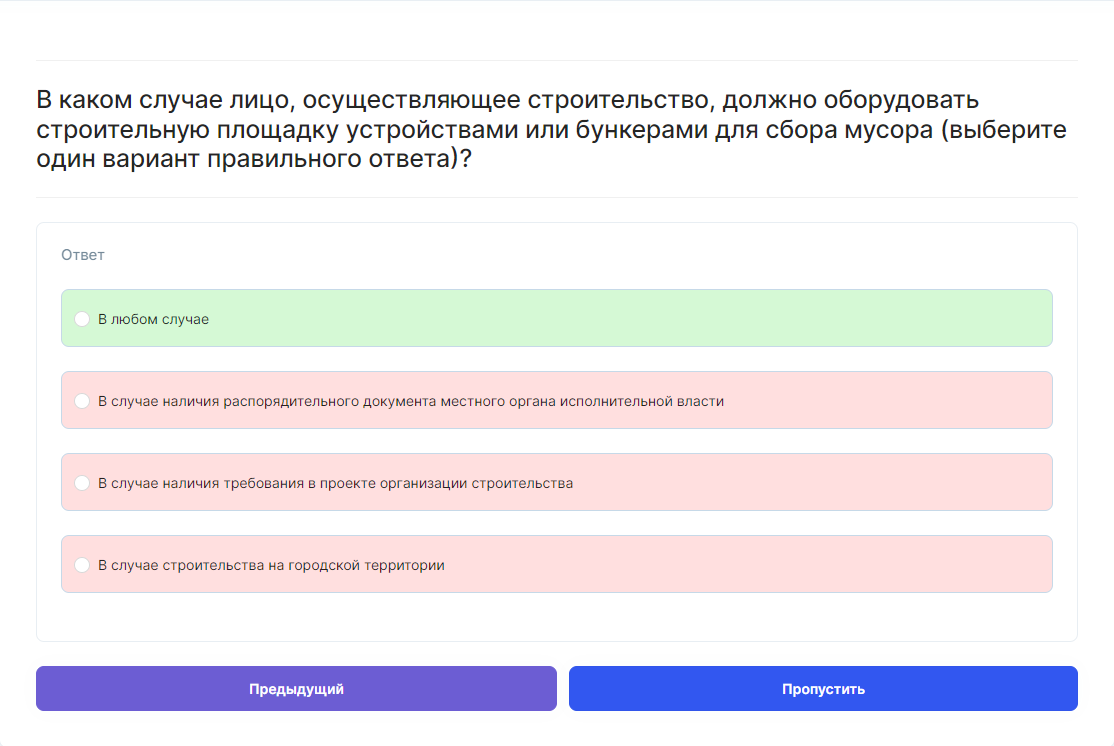 В каком случае лицо, осуществляющее строительство, должно оборудовать
строительную площадку устройствами или бункерами для сбора мусора (выберите
один вариант правильного ответа)?
Ответ
В любом случае
В случае наличия распорядительного документа местного органа исполнительной власти
В случае наличия требования в проекте организации строительства
В случае строительства на городской территории
Предыдущий
Пропустить